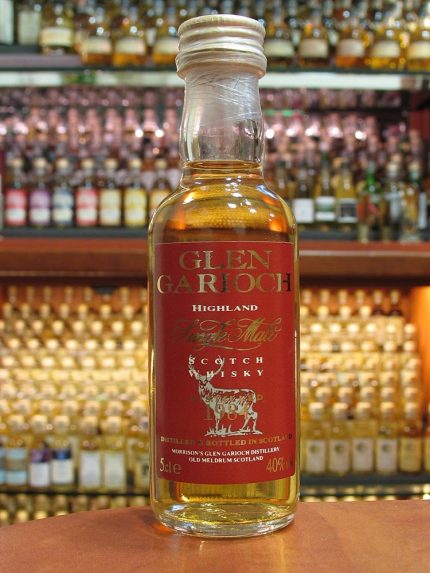 GLEN
GARIOCH
HIGHLAND
Single Malt
SCOTCH
WHISKY
DISTILLED & BOTTLED IN SCOTLAND
MORRISON'S GLEN GARIOCH DISTILLERY
OLD MELDRUM SCOTLAND
5cl e 40%